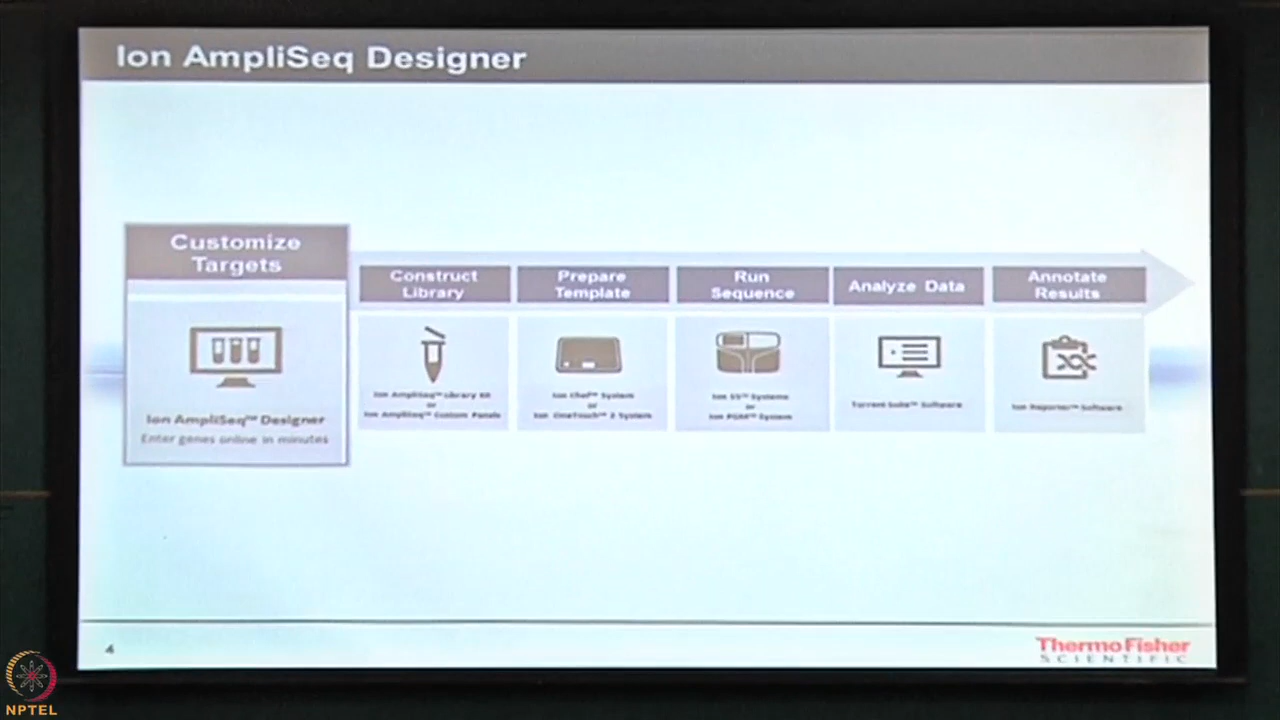 Ion AmpliSeq Designer
Customize
Targets
Ion AmpliSeq™ Designer
Enter genes online in minutes
Construct
Library
Ion AmpliSeq™ Library Kit
or
Ion AmpliSeq™ Custom Panels
Prepare
Template
Ion Chef™ System
or
Ion OneTouch™ 2 System
Run
Sequence
Ion S5™ Systems
or
Ion PGM™ System
Analyze Data
Torrent Suite™ Software
Annotate
Results
Ion Reporter™ Software
4
ThermoFisher
SCIENTIFIC
NPTEL